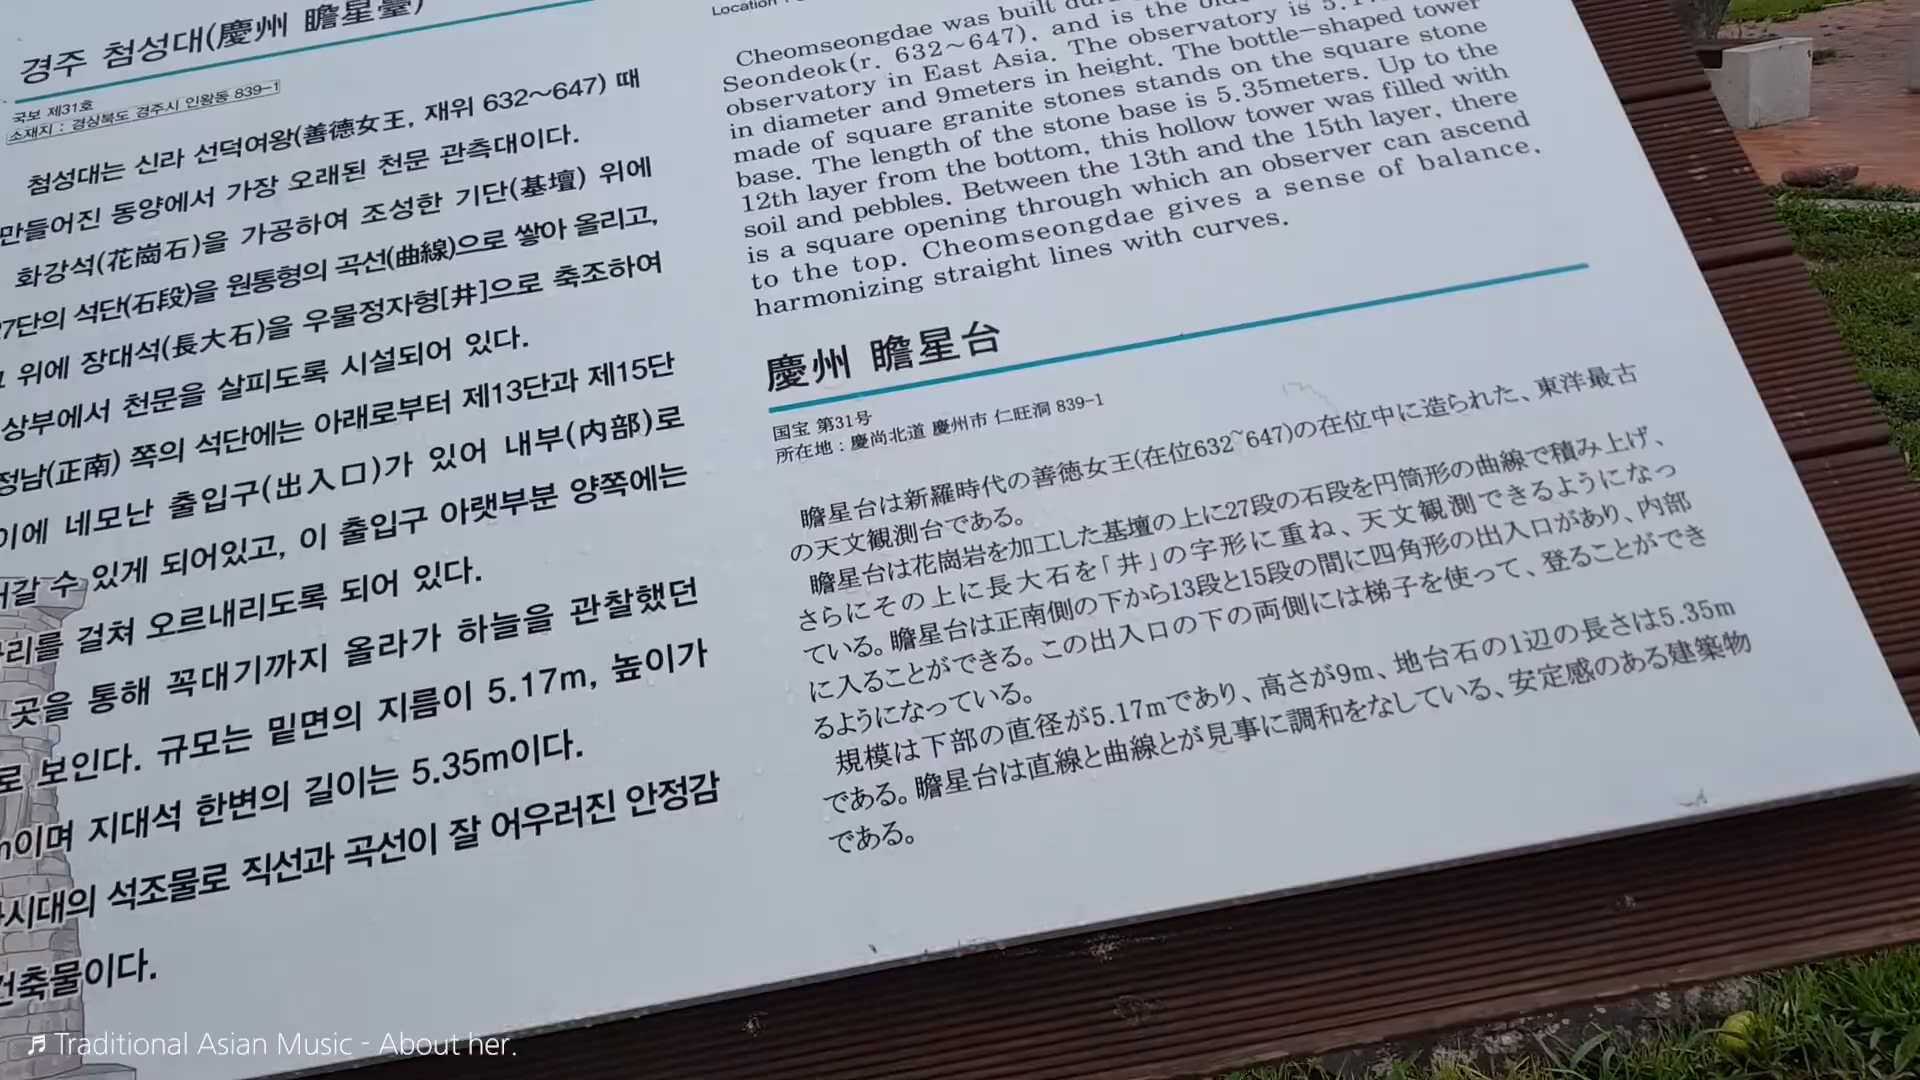 경주 첨성대(慶州 瞻星臺)
국보 제31호
소재지 : 경상북도 경주시 인왕동 839-1
첨성대는 신라 선덕여왕(善德女王, 재위 632~647) 때
만들어진 동양에서 가장 오래된 천문 관측대이다.
화강석(花崗石)을 가공하여 조성한 기단(基壇) 위에
27단의 석단(石段)을 원통형의 곡선(曲線)으로 쌓아 올리고,
위에 장대석(長大石)을 우물정자형[井]으로 축조하여
상부에서 천문을 살피도록 시설되어 있다.
정남(正南) 쪽의 석단에는 아래로부터 제13단과 제15단
이에 네모난 출입구(出入口)가 있어 내부(內部)로
수 있게 되어있고, 이 출입구 아랫부분 양쪽에는
걸쳐 오르내리도록 되어 있다.
곳을 통해 꼭대기까지 올라가 하늘을 관찰했던
로 보인다. 규모는 밑면의 지름이 5.17m, 높이가
이며 지대석 한변의 길이는 5.35m이다.
시대의 석조물로 직선과 곡선이 잘 어우러진 안정감
건축물이다.
Location :
Cheomseongdae was built
Seondeok(r. 632~647), and is the
observatory in East Asia. The observatory is
in diameter and 9meters in height. The bottle-shaped tower
made of square granite stones stands on the square stone
base. The length of the stone base is 5.35meters. Up to the
12th layer from the bottom, this hollow tower was filled with
soil and pebbles. Between the 13th and the 15th layer, there
is a square opening through which an observer can ascend
to the top. Cheomseongdae gives a sense of balance,
harmonizing straight lines with curves.
慶州 瞻星台
国宝 第31号
所在地 : 慶尚北道 慶州市 仁旺洞 839-1
瞻星台は新羅時代の善徳女王(在位632~647)の在位中に造られた、東洋最古
の天文観測台である。
瞻星台は花崗岩を加工した基壇の上に27段の石段を円筒形の曲線で積み上げ、
さらにその上に長大石を「井」の字形に重ね、天文観測できるようになっ
ている。瞻星台は正南側の下から13段と15段の間に四角形の出入口があり、内部
に入ることができる。この出入口の下の両側には梯子を使って、登ることができ
るようになっている。
規模は下部の直径が5.17mであり、高さが9m、地台石の1辺の長さは5.35m
である。瞻星台は直線と曲線とが見事に調和をなしている、安定感のある建築物
である。
♬ Traditional Asian Music - About her.